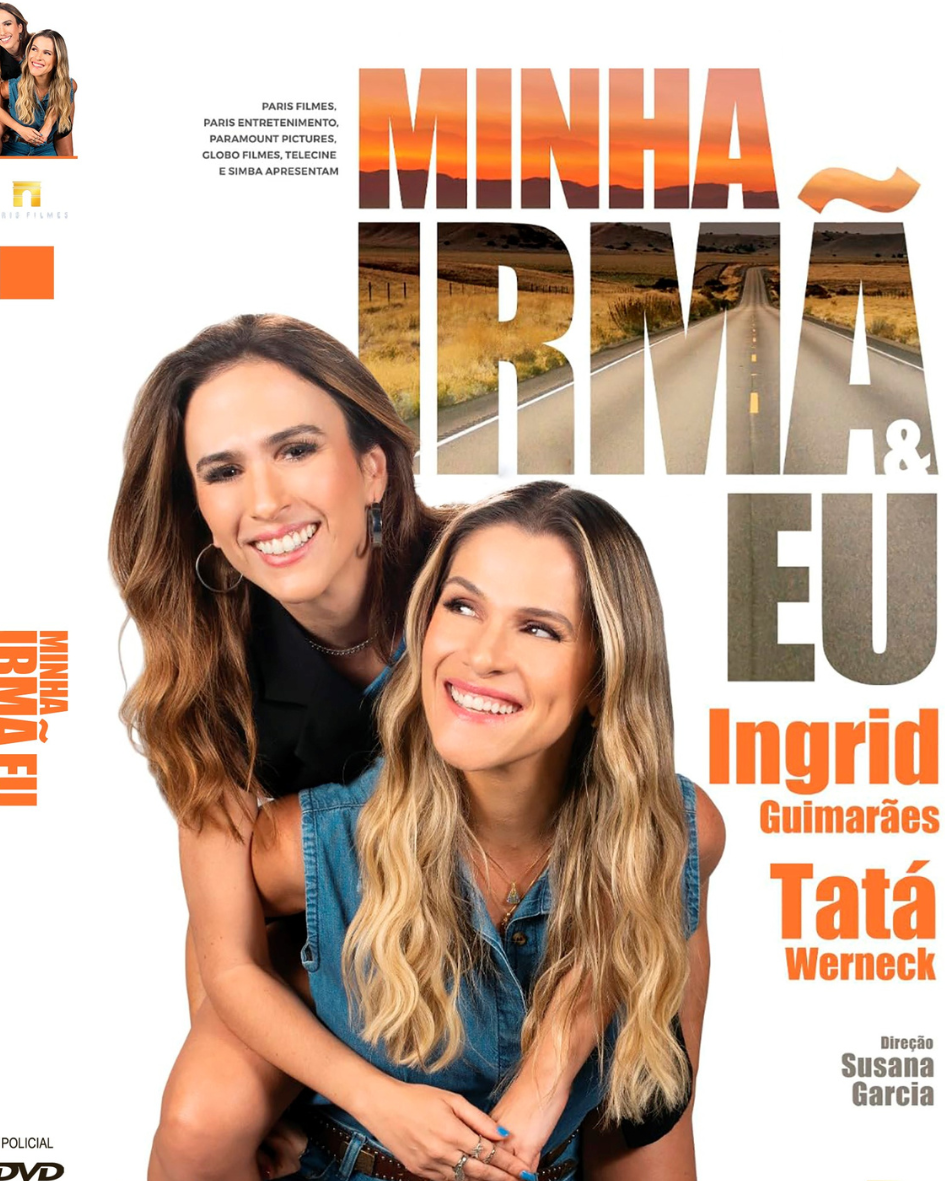 PARIS FILMES,
PARIS ENTRETENIMENTO,
PARAMOUNT PICTURES,
GLOBO FILMES, TELECINE
E SIMBA APRESENTAM
MINHA
IRMÃ
&
EU
Ingrid
Guimarães
Tatá
Werneck
Direção
Susana
Garcia
MINHA
IRMÃ EU
POLICIAL
DVD